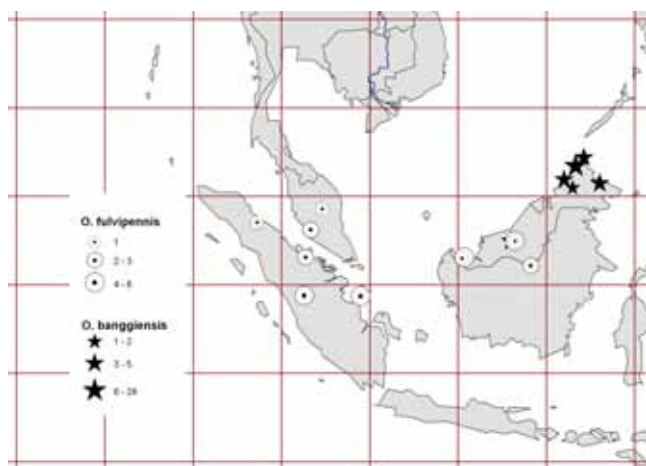 O. fulvipennis
1
2 - 3
4 - 8
O. banggiensis
1 - 2
3 - 5
6 - 26